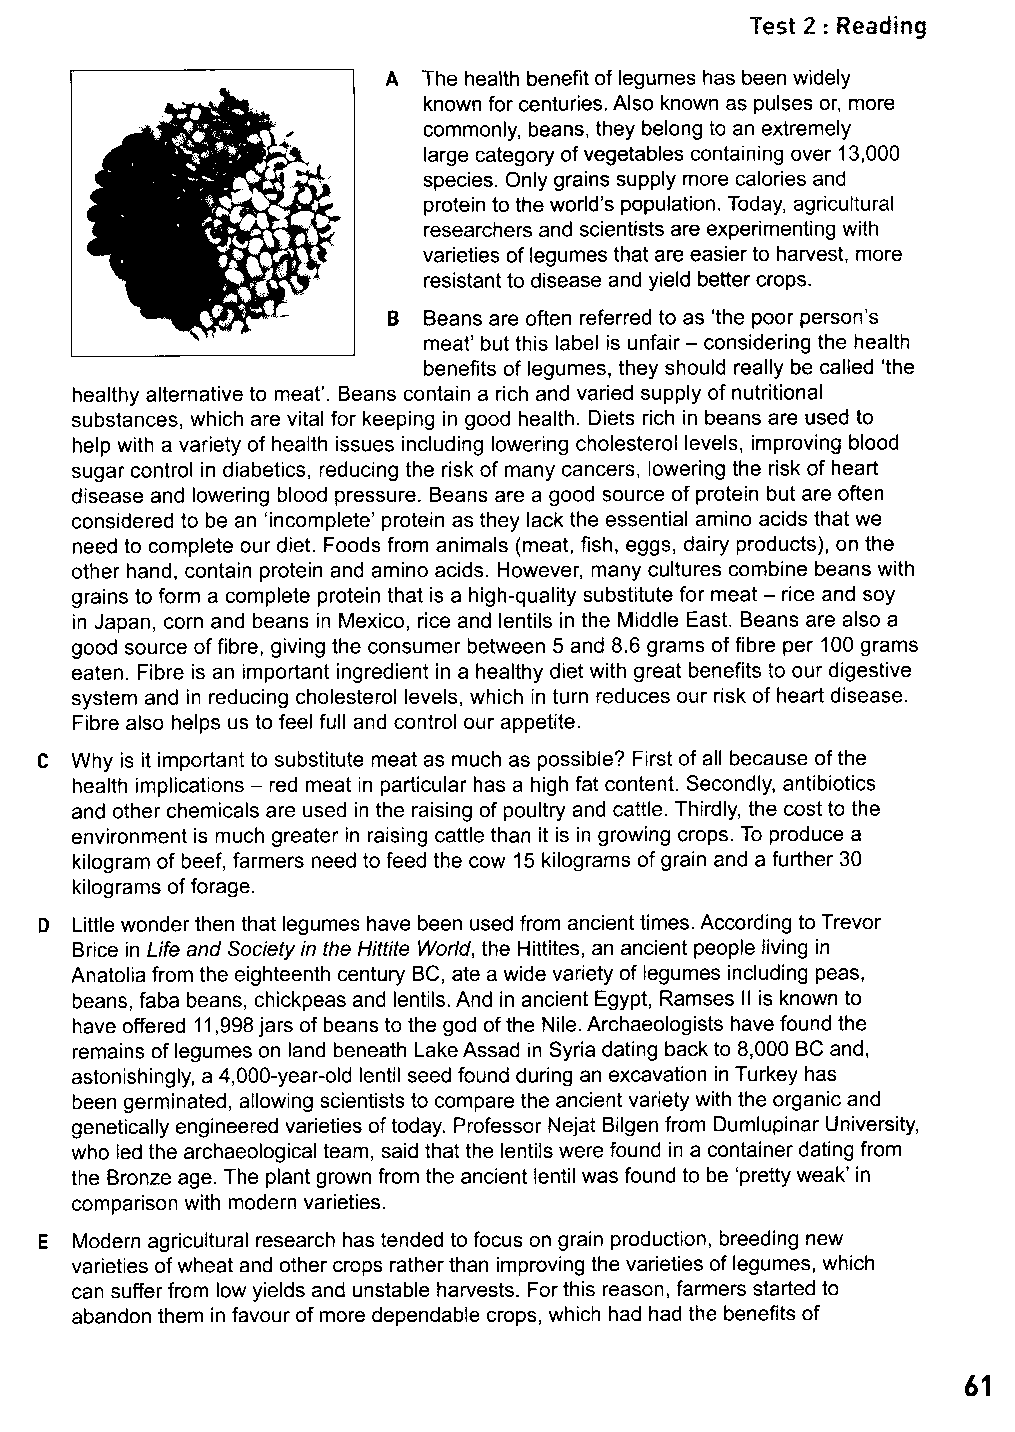 Test 2 : Reading
A The health benefit of legumes has been widely
known for centuries. Also known as pulses or, more
commonly, beans, they belong to an extremely
large category of vegetables containing over 13,000
species. Only grains supply more calories and
protein to the world's population. Today, agricultural
researchers and scientists are experimenting with
varieties of legumes that are easier to harvest, more
resistant to disease and yield better crops.
B Beans are often referred to as 'the poor person's
meat' but this label is unfair – considering the health
benefits of legumes, they should really be called 'the
healthy alternative to meat'. Beans contain a rich and varied supply of nutritional
substances, which are vital for keeping in good health. Diets rich in beans are used to
help with a variety of health issues including lowering cholesterol levels, improving blood
sugar control in diabetics, reducing the risk of many cancers, lowering the risk of heart
disease and lowering blood pressure. Beans are a good source of protein but are often
considered to be an 'incomplete' protein as they lack the essential amino acids that we
need to complete our diet. Foods from animals (meat, fish, eggs, dairy products), on the
other hand, contain protein and amino acids. However, many cultures combine beans with
grains to form a complete protein that is a high-quality substitute for meat – rice and soy
in Japan, corn and beans in Mexico, rice and lentils in the Middle East. Beans are also a
good source of fibre, giving the consumer between 5 and 8.6 grams of fibre per 100 grams
eaten. Fibre is an important ingredient in a healthy diet with great benefits to our digestive
system and in reducing cholesterol levels, which in turn reduces our risk of heart disease.
Fibre also helps us to feel full and control our appetite.
C Why is it important to substitute meat as much as possible? First of all because of the
health implications – red meat in particular has a high fat content. Secondly, antibiotics
and other chemicals are used in the raising of poultry and cattle. Thirdly, the cost to the
environment is much greater in raising cattle than it is in growing crops. To produce a
kilogram of beef, farmers need to feed the cow 15 kilograms of grain and a further 30
kilograms of forage.
D Little wonder then that legumes have been used from ancient times. According to Trevor
Brice in Life and Society in the Hittite World, the Hittites, an ancient people living in
Anatolia from the eighteenth century BC, ate a wide variety of legumes including peas,
beans, faba beans, chickpeas and lentils. And in ancient Egypt, Ramses II is known to
have offered 11,998 jars of beans to the god of the Nile. Archaeologists have found the
remains of legumes on land beneath Lake Assad in Syria dating back to 8,000 BC and,
astonishingly, a 4,000-year-old lentil seed found during an excavation in Turkey has
been germinated, allowing scientists to compare the ancient variety with the organic and
genetically engineered varieties of today. Professor Nejat Bilgen from Dumlupinar University,
who led the archaeological team, said that the lentils were found in a container dating from
the Bronze age. The plant grown from the ancient lentil was found to be 'pretty weak' in
comparison with modern varieties.
E Modern agricultural research has tended to focus on grain production, breeding new
varieties of wheat and other crops rather than improving the varieties of legumes, which
can suffer from low yields and unstable harvests. For this reason, farmers started to
abandon them in favour of more dependable crops, which had had the benefits of
61